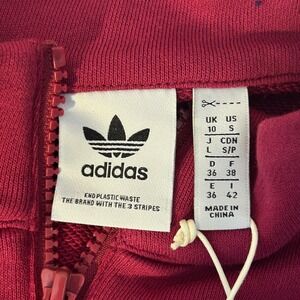 adidas
END PLASTIC WASTE
THE BRAND WITH THE 3 STRIPES
UK US
10 S
J CDN
L S/P
D F
36 38
E I
36 42
MADE IN
CHINA